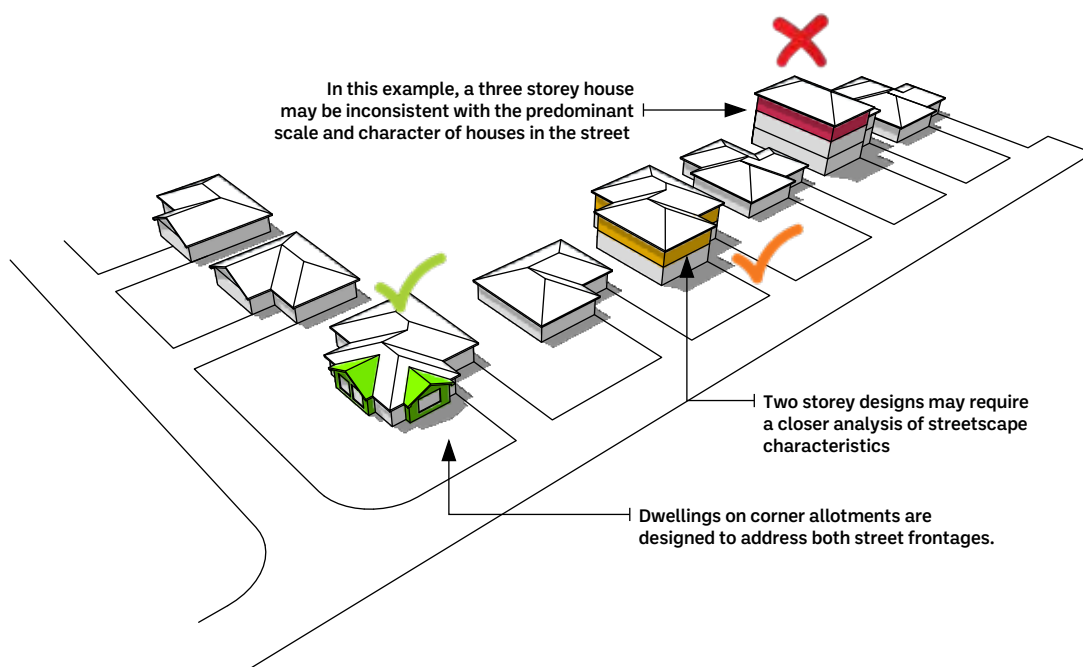 In this example, a three storey house
may be inconsistent with the predominant
scale and character of houses in the street
Two storey designs may require
a closer analysis of streetscape
characteristics
Dwellings on corner allotments are
designed to address both street frontages.